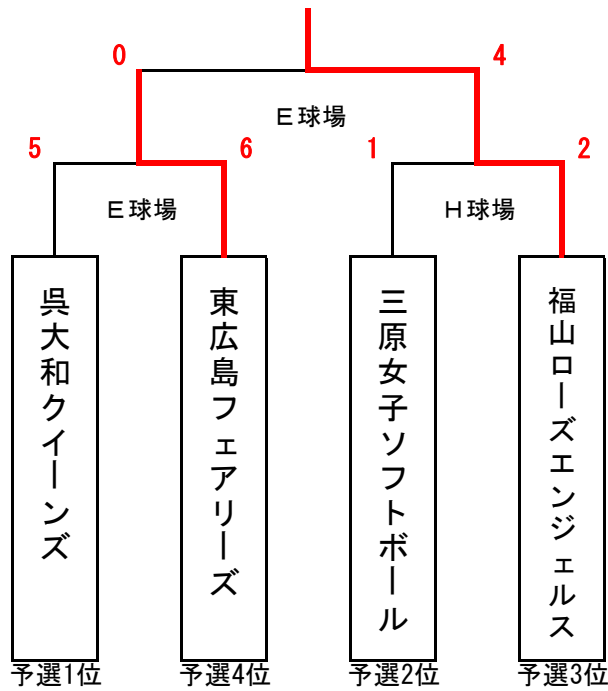 0
4
E球場
5
6
1
2
E球場
H球場
呉大和クイーンズ
東広島フェアリーズ
三原女子ソフトボール
福山ローズエンジェルス
予選1位
予選4位
予選2位
予選3位